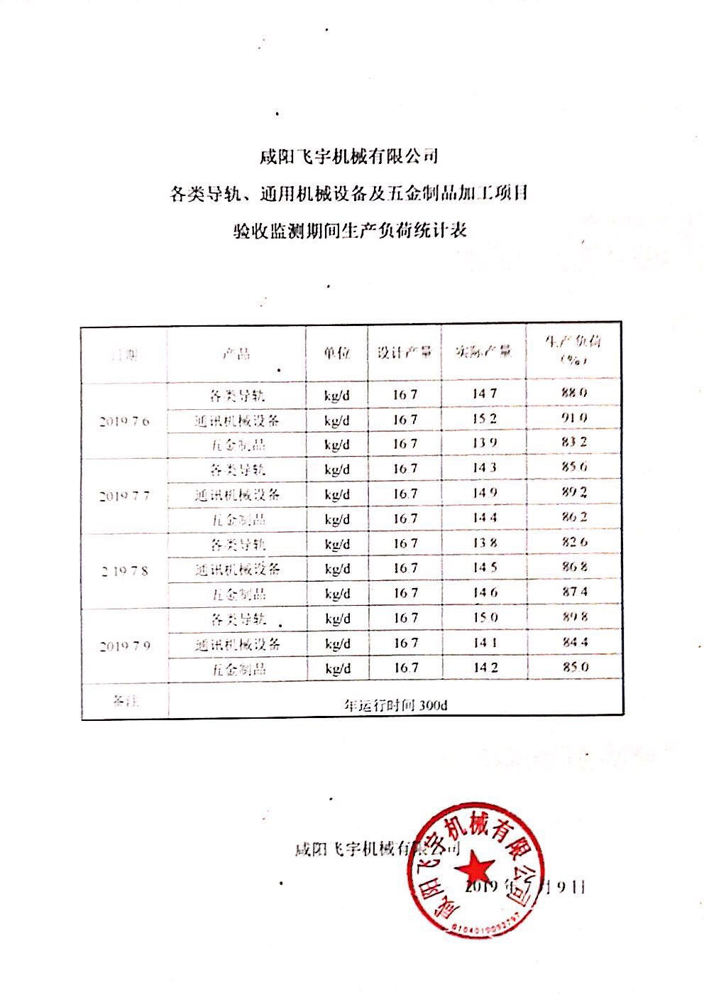 咸阳飞宇机械有限公司
各类导轨、通用机械设备及五金制品加工项目
验收监测期间生产负荷统计表
日期 产品 单位 设计产量 实际产量 生产负荷
(%)
各类导轨 kg/d 16.7 14.7 88.0
2019.7.6 通讯机械设备 kg/d 16.7 15.2 91.0
五金制品 kg/d 16.7 13.9 83.2
各类导轨 kg/d 16.7 14.3 85.6
2019.7.7 通讯机械设备 kg/d 16.7 14.9 89.2
五金制品 kg/d 16.7 14.4 86.2
各类导轨 kg/d 16.7 13.8 82.6
2 19.7.8 通讯机械设备 kg/d 16.7 14.5 86.8
五金制品 kg/d 16.7 14.6 87.4
各类导轨 kg/d 16.7 15.0 89.8
2019.7.9 通讯机械设备 kg/d 16.7 14.1 84.4
五金制品 kg/d 16.7 14.2 85.0
备注 年运行时间 300d
咸阳飞宇机械有限公司
2019 年 7 月 9 日
咸阳飞宇机械有限公司